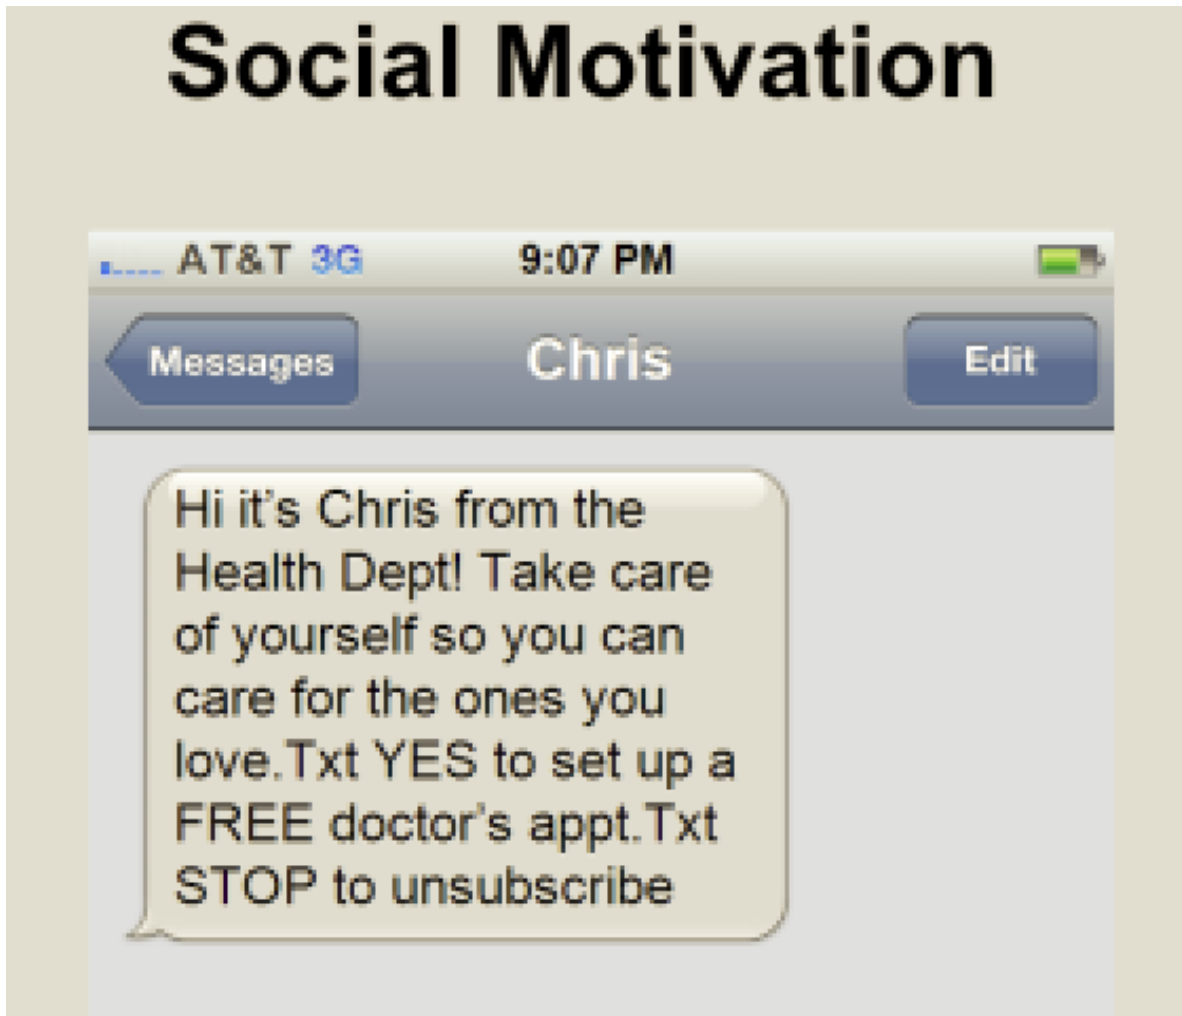 Social Motivation
AT&T 3G 9:07 PM
Messages Chris Edit
Hi it's Chris from the
Health Dept! Take care
of yourself so you can
care for the ones you
love.Txt YES to set up a
FREE doctor's appt.Txt
STOP to unsubscribe